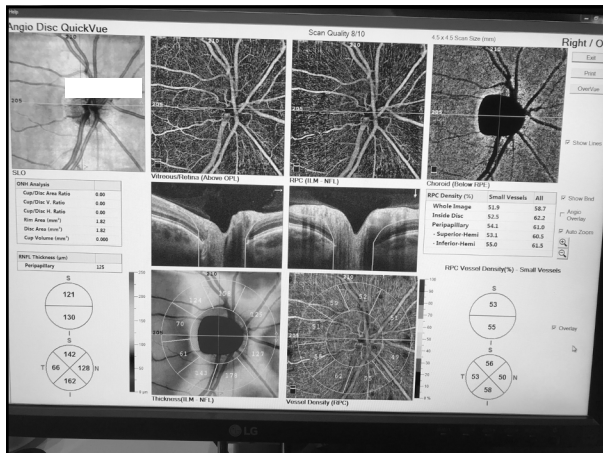 Help
Angio Disc QuickVue
Scan Quality 8/10
4.5 x 4.5 Scan Size (mm)
Right / O
Exit
Print
OverVue
Show Lines
SLO
Vitreous/Retina (Above OPL)
RPC (ILM - NFL)
Choroid (Below RPE)
ONH Analysis
Cup/Disc Area Ratio 0.00
Cup/Disc V. Ratio 0.00
Cup/Disc H. Ratio 0.00
Rim Area (mm²) 1.82
Disc Area (mm²) 1.82
Cup Volume (mm³) 0.000
RNFL Thickness (µm)
Peripapillary 125
RPC Density (%) Small Vessels All
Whole Image 51.9 58.7
Inside Disc 52.5 62.2
Peripapillary 54.1 61.0
- Superior-Hemi 53.1 60.5
- Inferior-Hemi 55.0 61.5
Show Bnd
Angio
Overlay
Auto Zoom
RPC Vessel Density(%) - Small Vessels
S
121
130
I
S
142
T 66 128 N
162
I
S
53
55
I
S
56
T 53 50 N
58
I
Overlay
Thickness(ILM - NFL)
Vessel Density (RPC)
LG